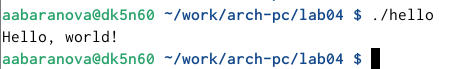 aabaranova@dk5n60 ~/work/arch-pc/lab04 $ ./hello
Hello, world!
aabaranova@dk5n60 ~/work/arch-pc/lab04 $